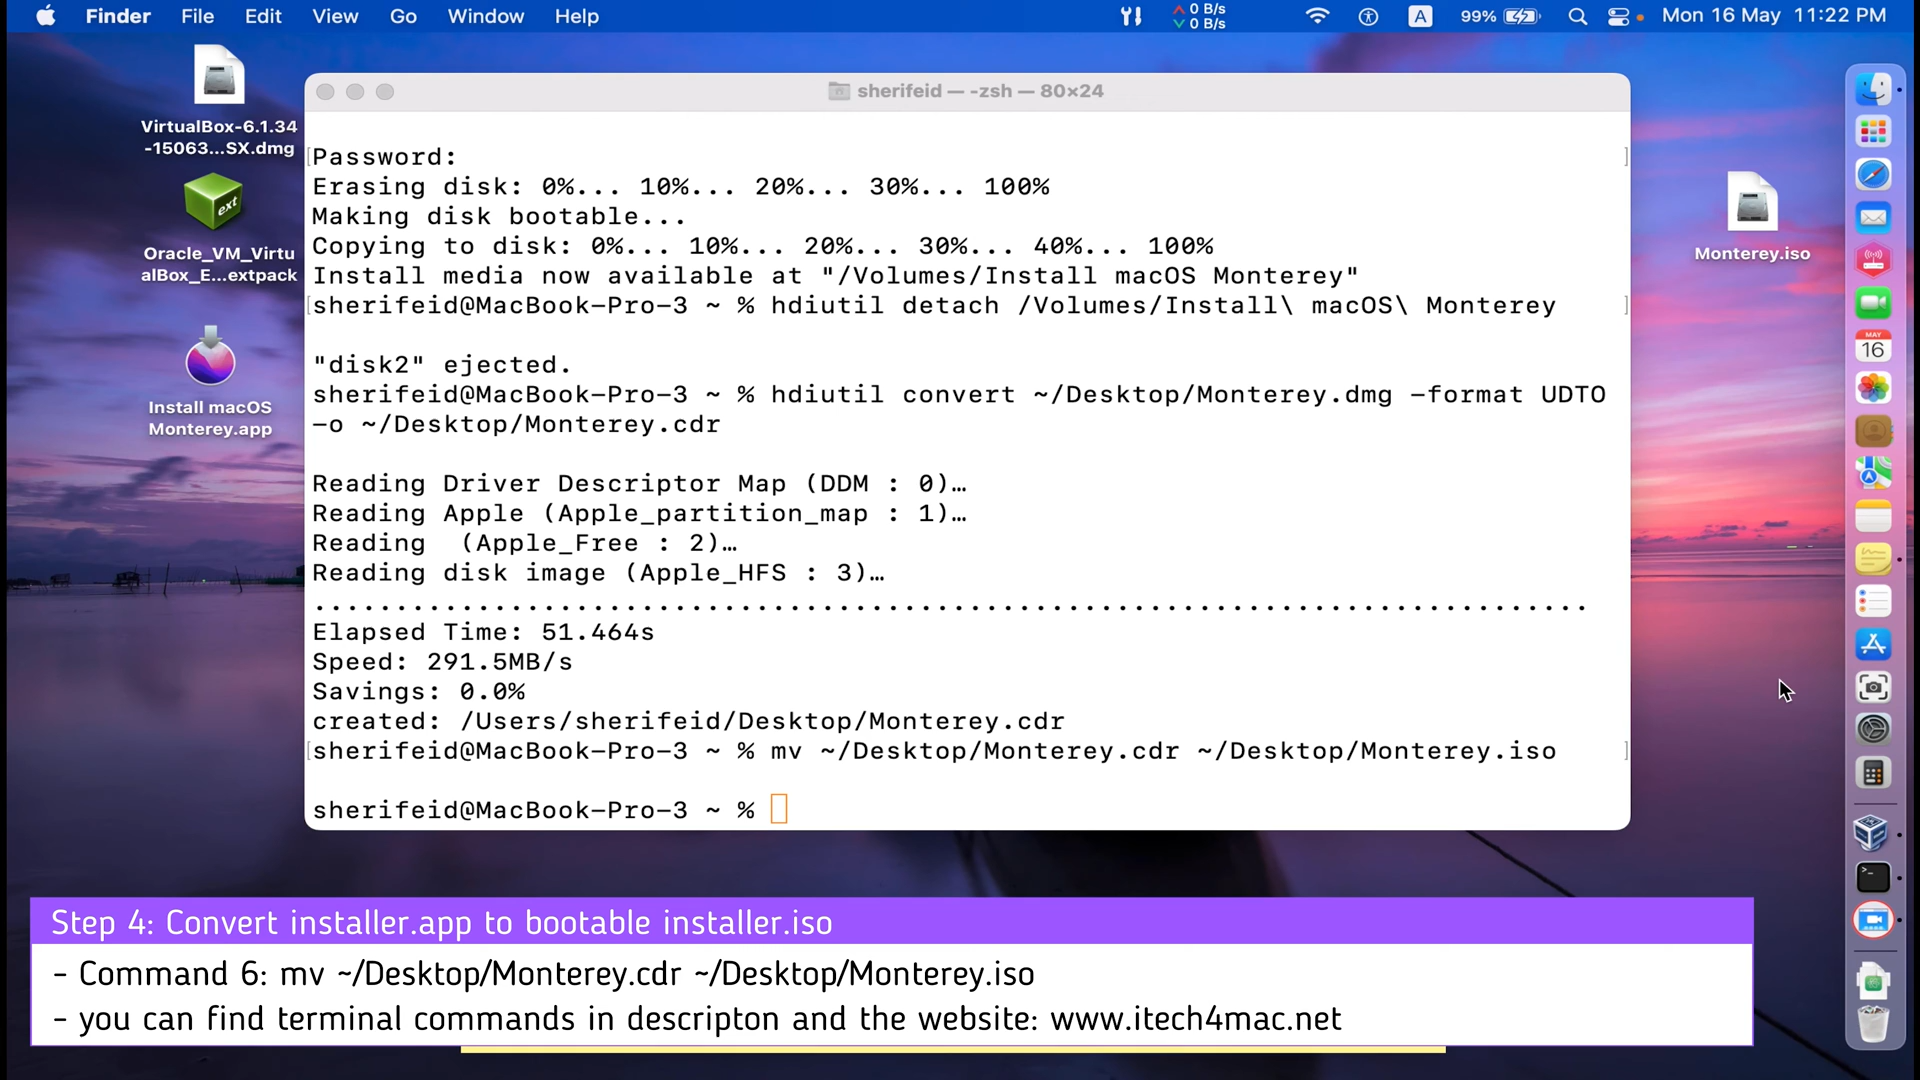 Finder File Edit View Go Window Help
0 B/s
0 B/s
A
99%
Mon 16 May 11:22 PM
VirtualBox-6.1.34
-15063...SX.dmg
ext
Oracle_VM_Virtu
alBox_E...extpack
Install macOS
Monterey.app
sherifeid — -zsh — 80×24
Password:
Erasing disk: 0%... 10%... 20%... 30%... 100%
Making disk bootable...
Copying to disk: 0%... 10%... 20%... 30%... 40%... 100%
Install media now available at "/Volumes/Install macOS Monterey"
sherifeid@MacBook-Pro-3 ~ % hdiutil detach /Volumes/Install\ macOS\ Monterey
"disk2" ejected.
sherifeid@MacBook-Pro-3 ~ % hdiutil convert ~/Desktop/Monterey.dmg -format UDTO
-o ~/Desktop/Monterey.cdr
Reading Driver Descriptor Map (DDM : 0)…
Reading Apple (Apple_partition_map : 1)…
Reading  (Apple_Free : 2)…
Reading disk image (Apple_HFS : 3)…
..............................................................................
Elapsed Time: 51.464s
Speed: 291.5MB/s
Savings: 0.0%
created: /Users/sherifeid/Desktop/Monterey.cdr
sherifeid@MacBook-Pro-3 ~ % mv ~/Desktop/Monterey.cdr ~/Desktop/Monterey.iso
sherifeid@MacBook-Pro-3 ~ %
Monterey.iso
MAY
16
Step 4: Convert installer.app to bootable installer.iso
- Command 6: mv ~/Desktop/Monterey.cdr ~/Desktop/Monterey.iso
- you can find terminal commands in descripton and the website: www.itech4mac.net